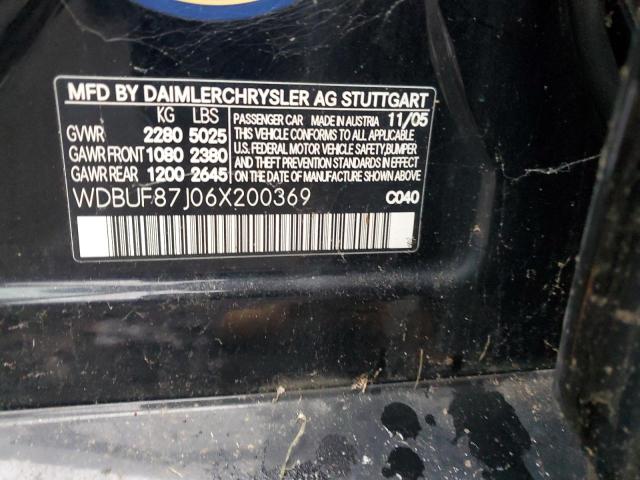 MFD BY DAIMLERCHRYSLER AG STUTTGART
KG LBS
GVWR 2280 5025
GAWR FRONT 1080 2380
GAWR REAR 1200 2645
PASSENGER CAR MADE IN AUSTRIA 11/05
THIS VEHICLE CONFORMS TO ALL APPLICABLE
U.S. FEDERAL MOTOR VEHICLE SAFETY, BUMPER
AND THEFT PREVENTION STANDARDS IN EFFECT
ON THE DATE OF MANUFACTURE SHOWN ABOVE.
WDBUF87J06X200369 C040